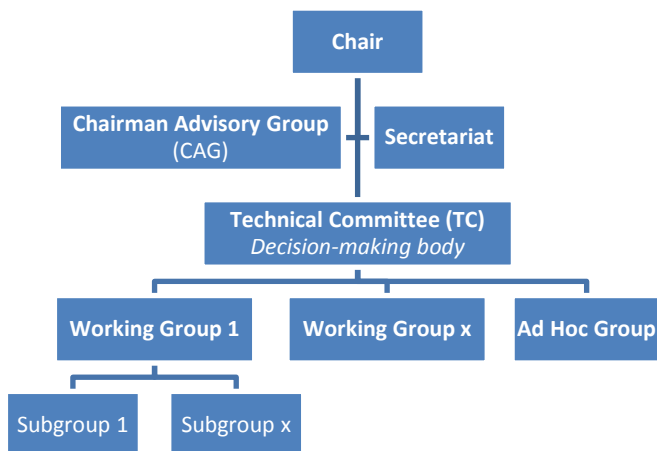 Chair
Chairman Advisory Group
(CAG)
Secretariat
Technical Committee (TC)
Decision-making body
Working Group 1
Working Group x
Ad Hoc Group
Subgroup 1
Subgroup x